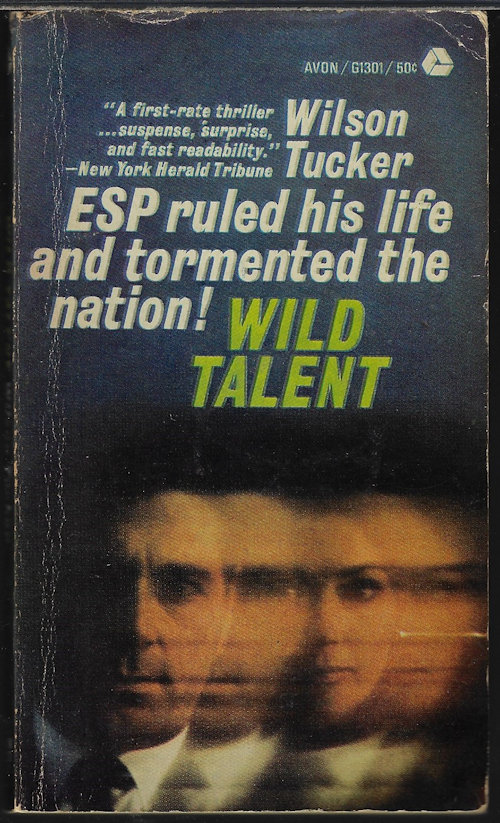 AVON / G1301 / 50¢
"A first-rate thriller
...suspense, surprise,
and fast readability."
—New York Herald Tribune
Wilson
Tucker
ESP ruled his life
and tormented the
nation!
WILD
TALENT